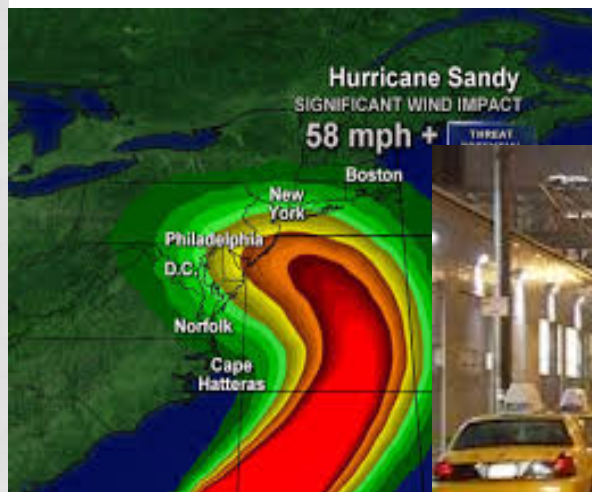 Hurricane Sandy
SIGNIFICANT WIND IMPACT
58 mph +
THREAT
Boston
New
York
Philadelphia
D.C.
Norfolk
Cape
Hatteras